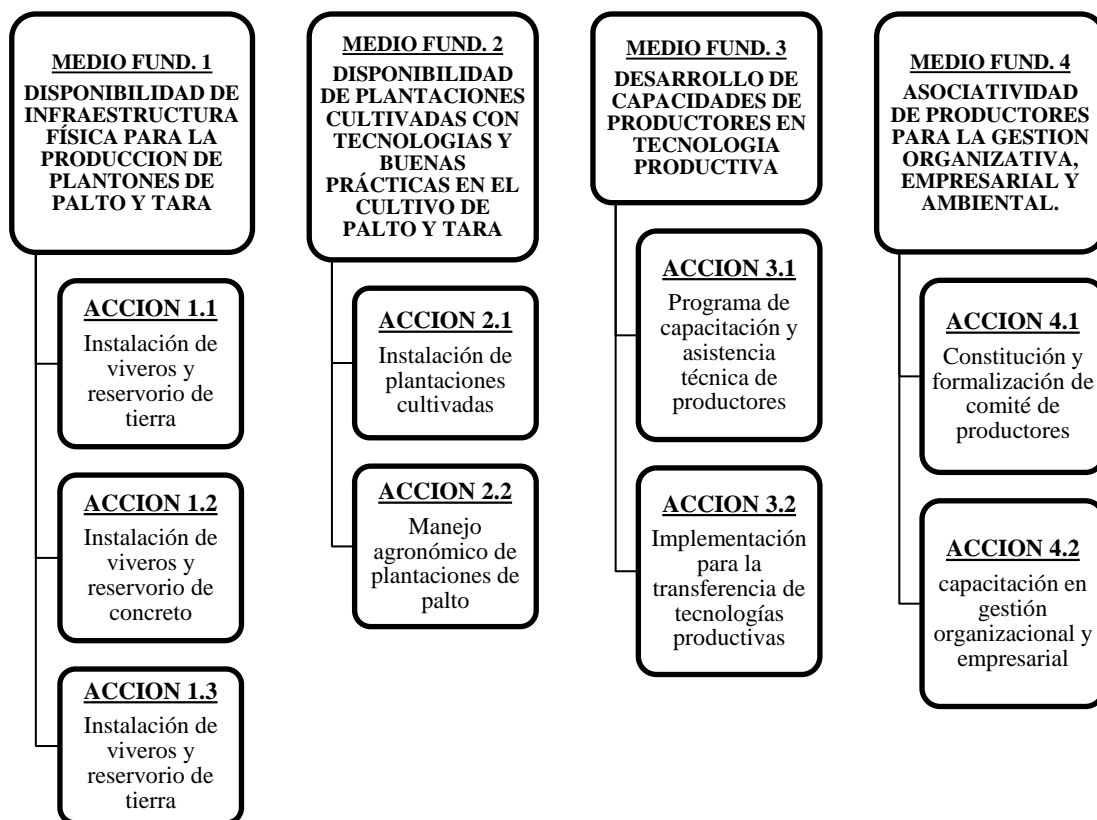 MEDIO FUND. 1
DISPONIBILIDAD DE
INFRAESTRUCTURA
FÍSICA PARA LA
PRODUCCION DE
PLANTONES DE
PALTO Y TARA
ACCION 1.1
Instalación de
viveros y
reservorio de
tierra
ACCION 1.2
Instalación de
viveros y
reservorio de
concreto
ACCION 1.3
Instalación de
viveros y
reservorio de
tierra
MEDIO FUND. 2
DISPONIBILIDAD
DE PLANTACIONES
CULTIVADAS CON
TECNOLOGIAS Y
BUENAS
PRÁCTICAS EN EL
CULTIVO DE
PALTO Y TARA
ACCION 2.1
Instalación de
plantaciones
cultivadas
ACCION 2.2
Manejo
agronómico de
plantaciones de
palto
MEDIO FUND. 3
DESARROLLO DE
CAPACIDADES DE
PRODUCTORES EN
TECNOLOGIA
PRODUCTIVA
ACCION 3.1
Programa de
capacitación y
asistencia
técnica de
productores
ACCION 3.2
Implementación
para la
transferencia de
tecnologías
productivas
MEDIO FUND. 4
ASOCIATIVIDAD
DE PRODUCTORES
PARA LA GESTION
ORGANIZATIVA,
EMPRESARIAL Y
AMBIENTAL.
ACCION 4.1
Constitución y
formalización de
comité de
productores
ACCION 4.2
capacitación en
gestión
organizacional y
empresarial